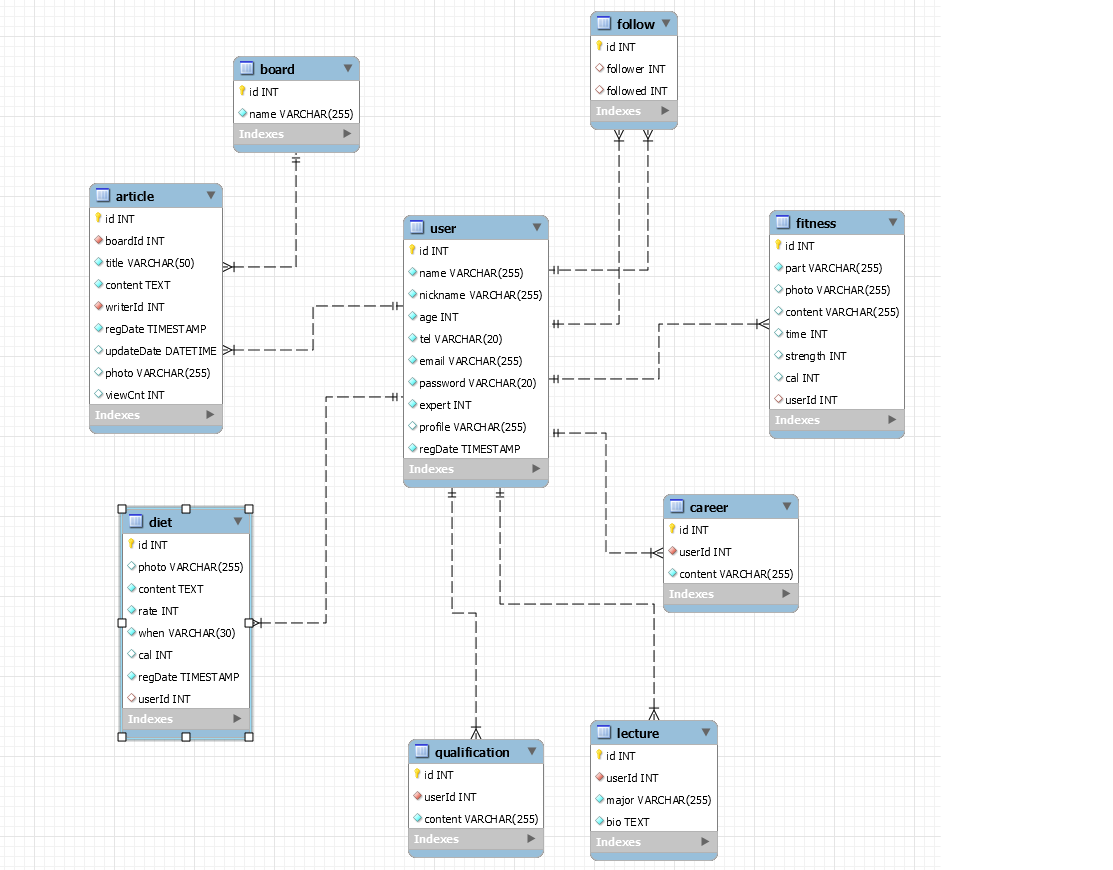 follow
id INT
follower INT
followed INT
Indexes
board
id INT
name VARCHAR(255)
Indexes
article
id INT
boardId INT
title VARCHAR(50)
content TEXT
writerId INT
regDate TIMESTAMP
updateDate DATETIME
photo VARCHAR(255)
viewCnt INT
Indexes
user
id INT
name VARCHAR(255)
nickname VARCHAR(255)
age INT
tel VARCHAR(20)
email VARCHAR(255)
password VARCHAR(20)
expert INT
profile VARCHAR(255)
regDate TIMESTAMP
Indexes
fitness
id INT
part VARCHAR(255)
photo VARCHAR(255)
content VARCHAR(255)
time INT
strength INT
cal INT
userId INT
Indexes
career
id INT
userId INT
content VARCHAR(255)
Indexes
diet
id INT
photo VARCHAR(255)
content TEXT
rate INT
when VARCHAR(30)
cal INT
regDate TIMESTAMP
userId INT
Indexes
qualification
id INT
userId INT
content VARCHAR(255)
Indexes
lecture
id INT
userId INT
major VARCHAR(255)
bio TEXT
Indexes